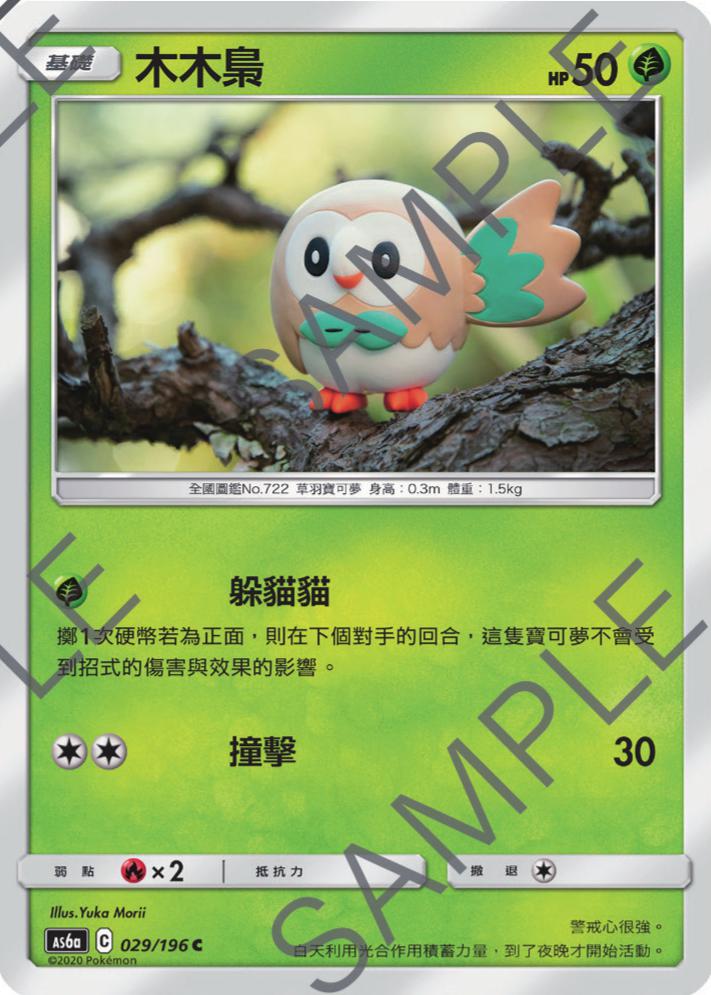 基礎 木木梟 HP50
全國圖鑑No.722 草羽寶可夢 身高：0.3m 體重：1.5kg
躲貓貓
擲1次硬幣若為正面，則在下個對手的回合，這隻寶可夢不會受
到招式的傷害與效果的影響。
撞擊 30
弱點 ×2 抵抗力 撤退
Illus.Yuka Morii
AS6a C 029/196 C
©2020 Pokémon
警戒心很強。
白天利用光合作用積蓄力量，到了夜晚才開始活動。
SAMPLE
SAMPLE
LE
LE